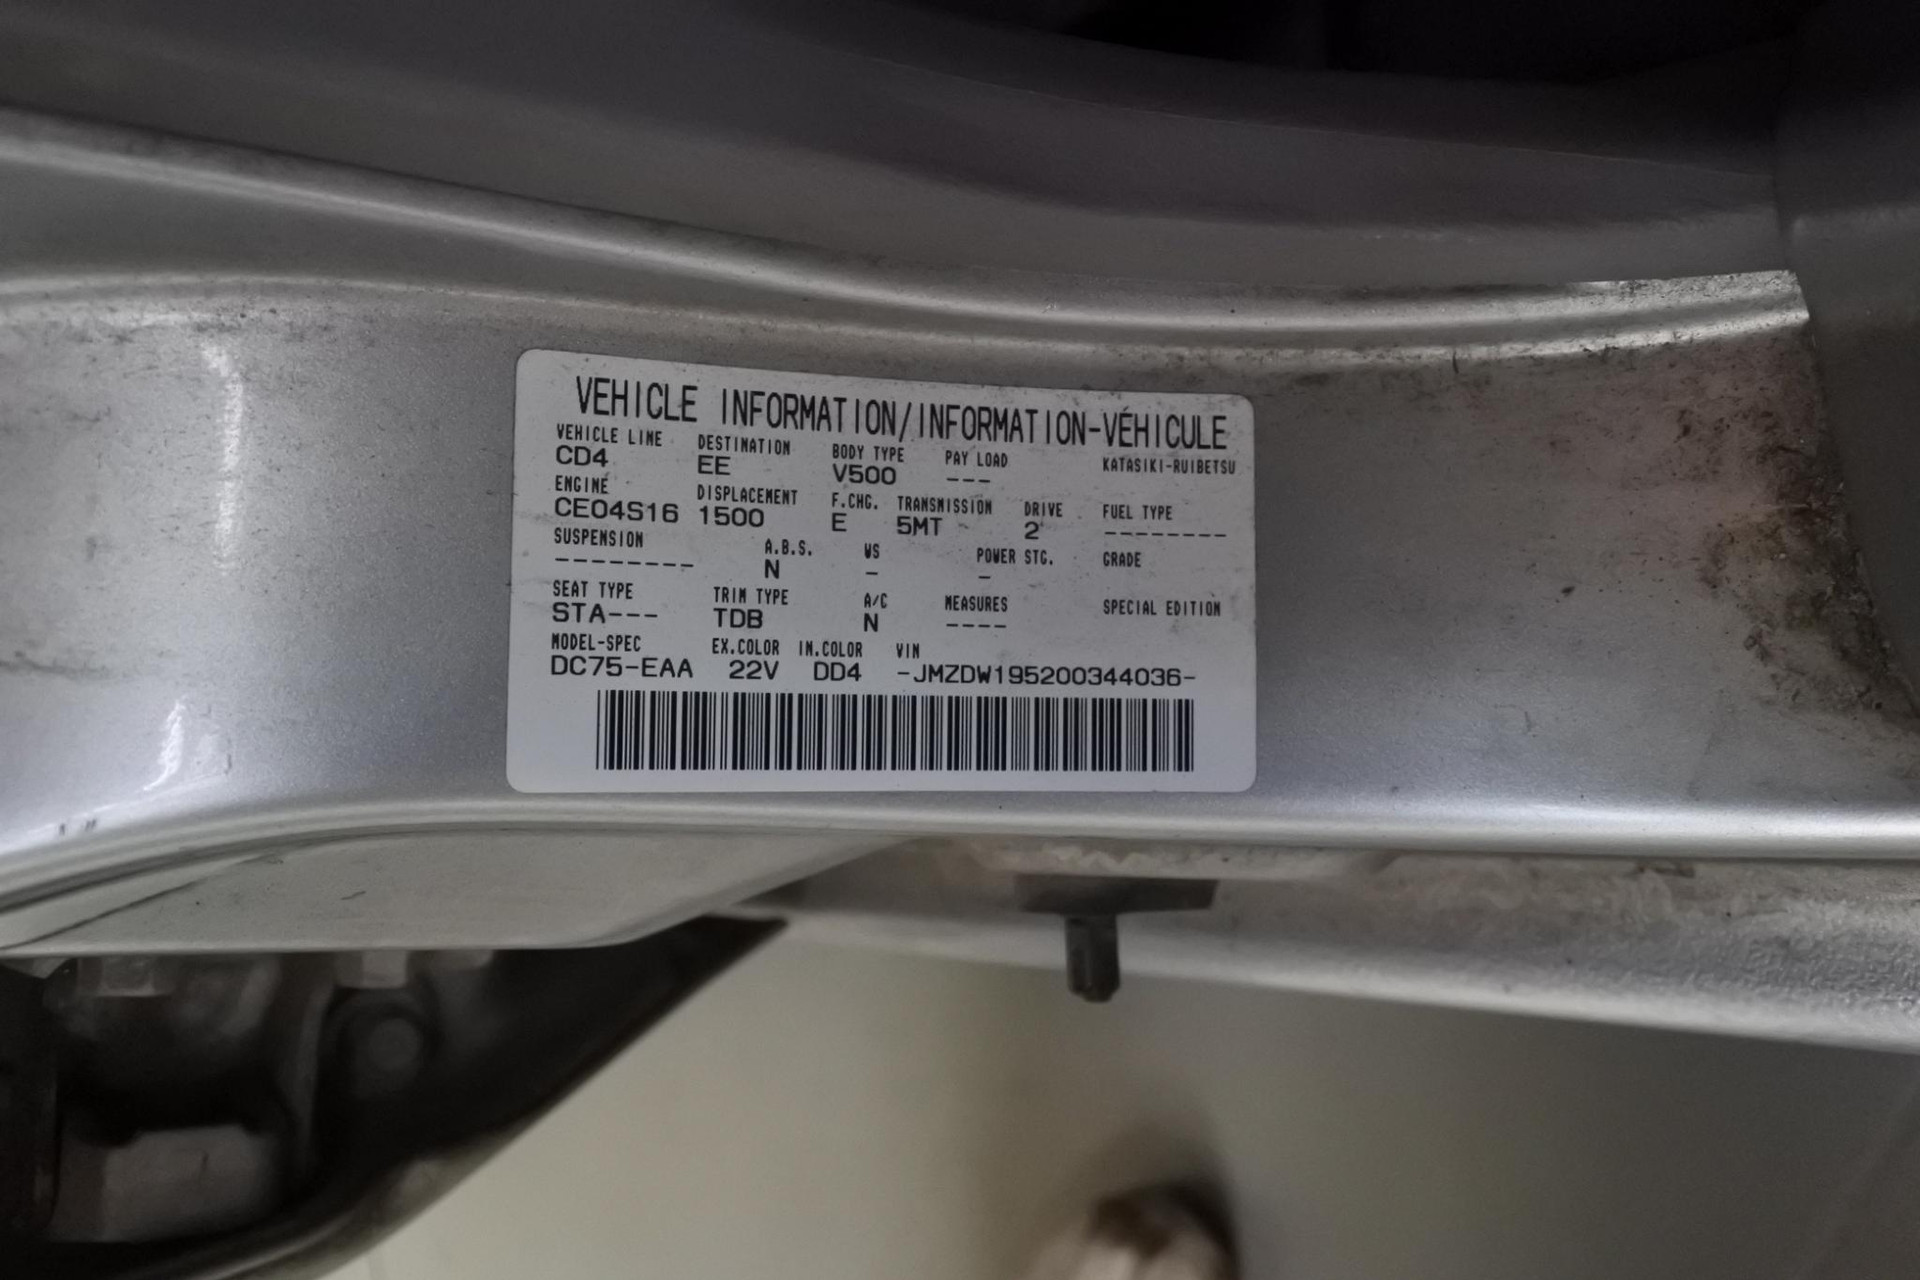 VEHICLE INFORMATION/INFORMATION-VÉHICULE
VEHICLE LINE DESTINATION BODY TYPE PAY LOAD KATASIKI-RUIBETSU
CD4 EE V500 ---
ENGINE DISPLACEMENT F.CHG. TRANSMISSION DRIVE FUEL TYPE
CE04S16 1500 E 5MT 2 --------
SUSPENSION A.B.S. WS POWER STG. GRADE
-------- N - -
SEAT TYPE TRIM TYPE A/C MEASURES SPECIAL EDITION
STA--- TDB N ----
MODEL-SPEC EX.COLOR IN.COLOR VIN
DC75-EAA 22V DD4 -JMZDW195200344036-